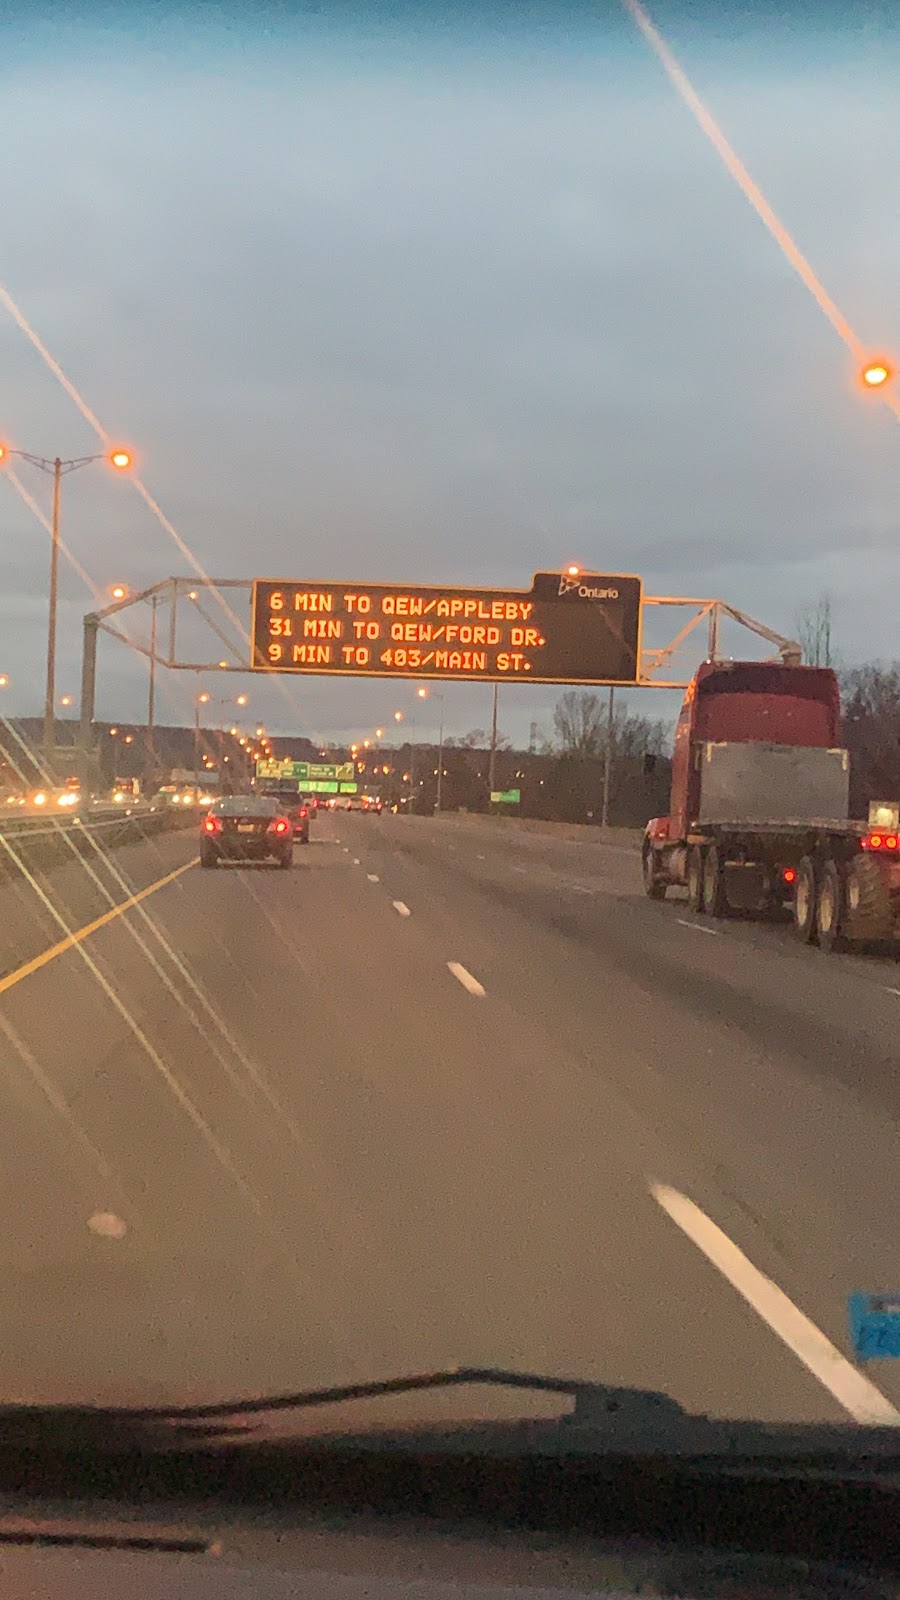 Ontario
6 MIN TO QEW/APPLEBY
31 MIN TO QEW/FORD DR.
9 MIN TO 403/MAIN ST.